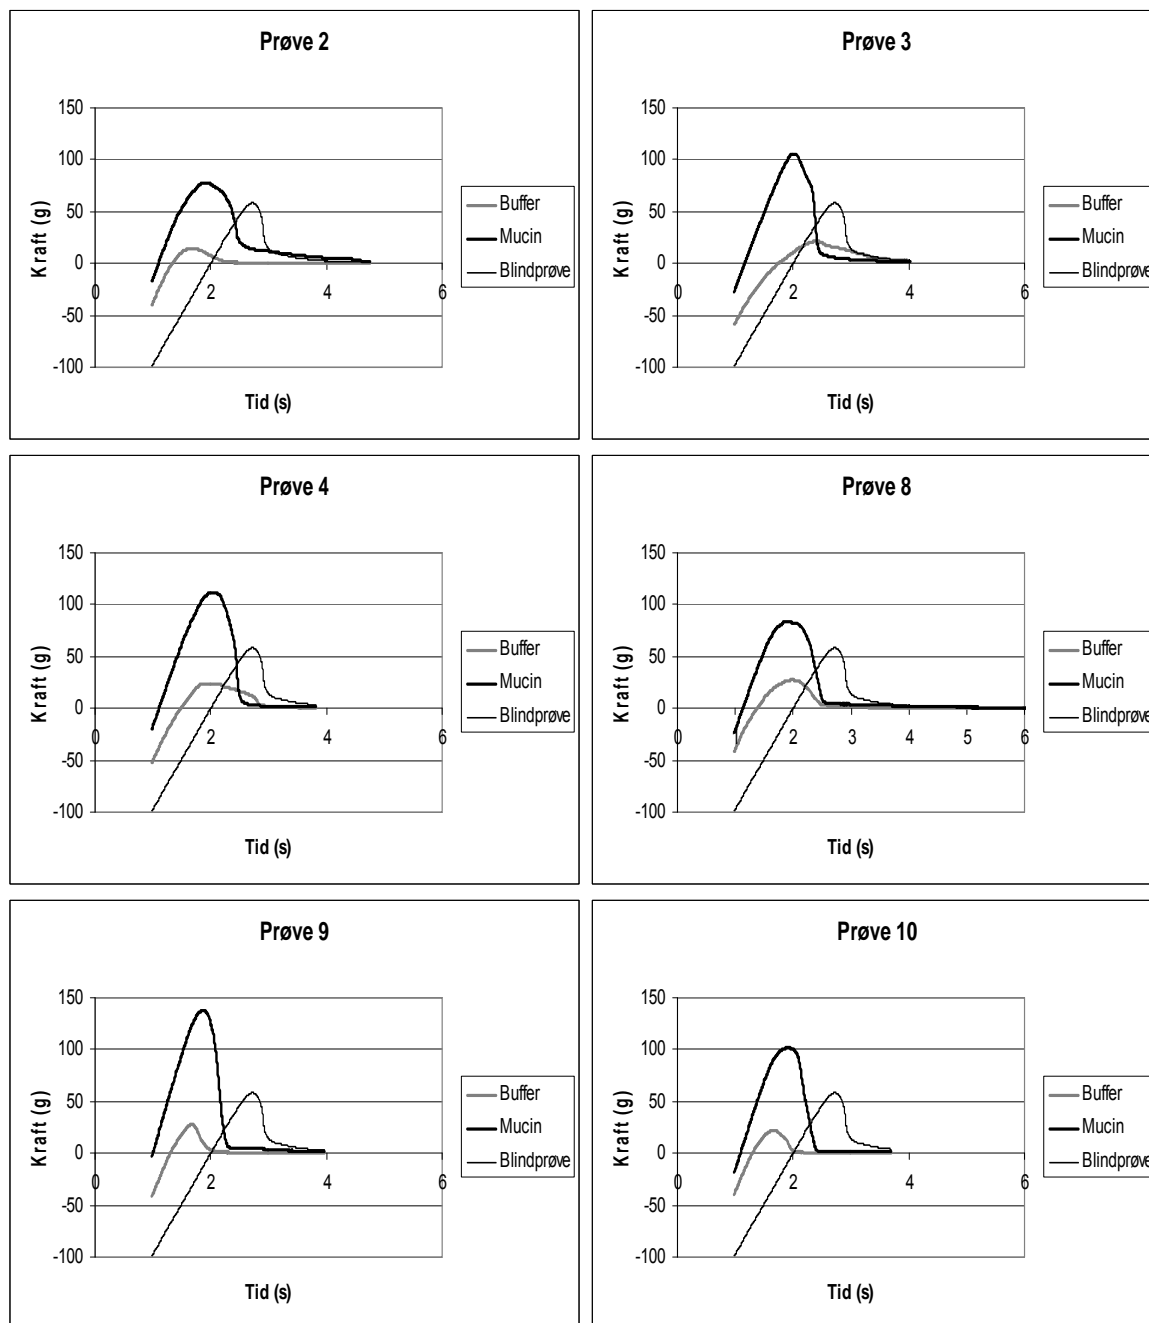 Prøve 2
150
100
50
0
-50
-100
0 2 4 6
Kraft (g)
Tid (s)
Buffer
Mucin
Blindprøve
Prøve 3
150
100
50
0
-50
-100
0 2 4 6
Kraft (g)
Tid (s)
Buffer
Mucin
Blindprøve
Prøve 4
150
100
50
0
-50
-100
0 2 4 6
Kraft (g)
Tid (s)
Buffer
Mucin
Blindprøve
Prøve 8
150
100
50
0
-50
-100
0 2 3 4 5 6
Kraft (g)
Tid (s)
Buffer
Mucin
Blindprøve
Prøve 9
150
100
50
0
-50
-100
0 2 4 6
Kraft (g)
Tid (s)
Buffer
Mucin
Blindprøve
Prøve 10
150
100
50
0
-50
-100
0 2 4 6
Kraft (g)
Tid (s)
Buffer
Mucin
Blindprøve